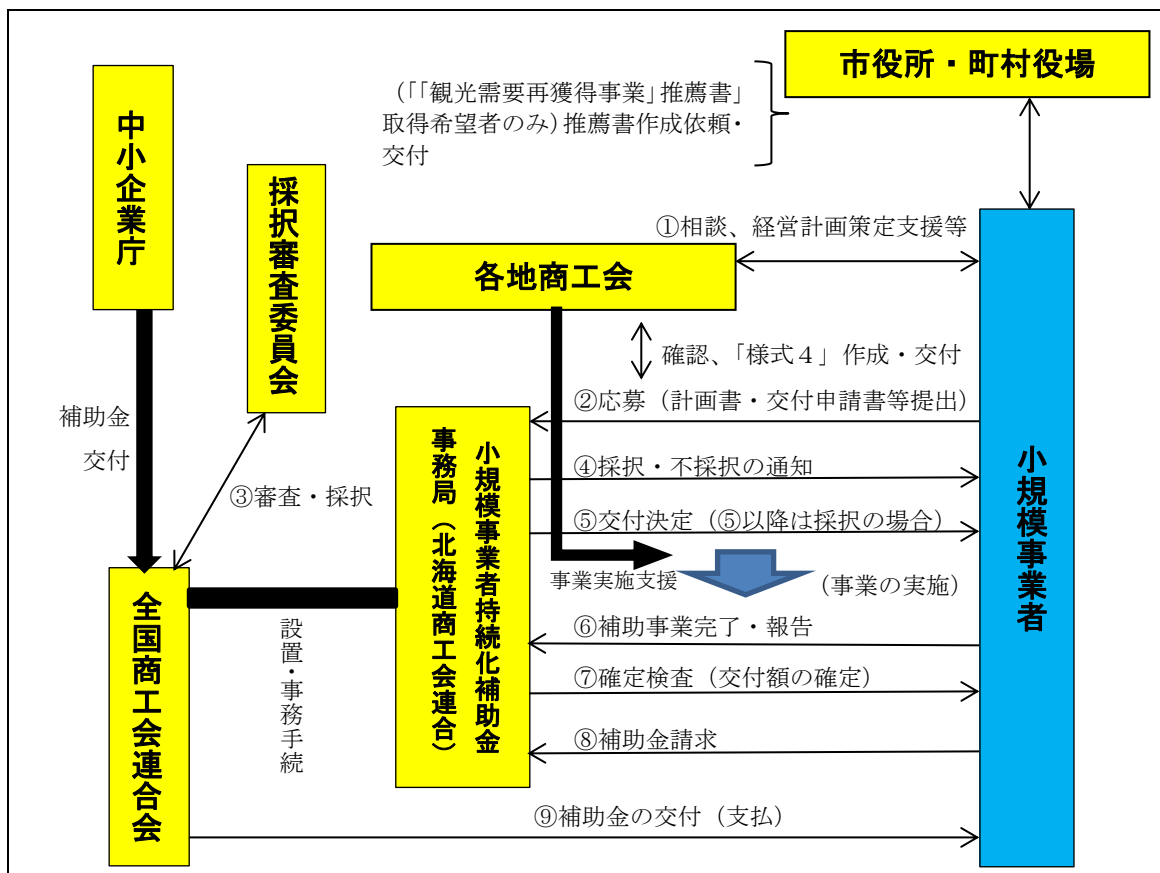 市役所・町村役場
(「「観光需要再獲得事業」推薦書」
取得希望者のみ)推薦書作成依頼・
交付
中小企業庁
採択審査委員会
①相談、経営計画策定支援等
各地商工会
確認、「様式４」作成・交付
②応募（計画書・交付申請書等提出）
補助金
交付
③審査・採択
小規模事業者持続化補助金
事務局（北海道商工会連合）
④採択・不採択の通知
⑤交付決定（⑤以降は採択の場合）
事業実施支援
（事業の実施）
小規模事業者
全国商工会連合会
設置・事務手続
⑥補助事業完了・報告
⑦確定検査（交付額の確定）
⑧補助金請求
⑨補助金の交付（支払）